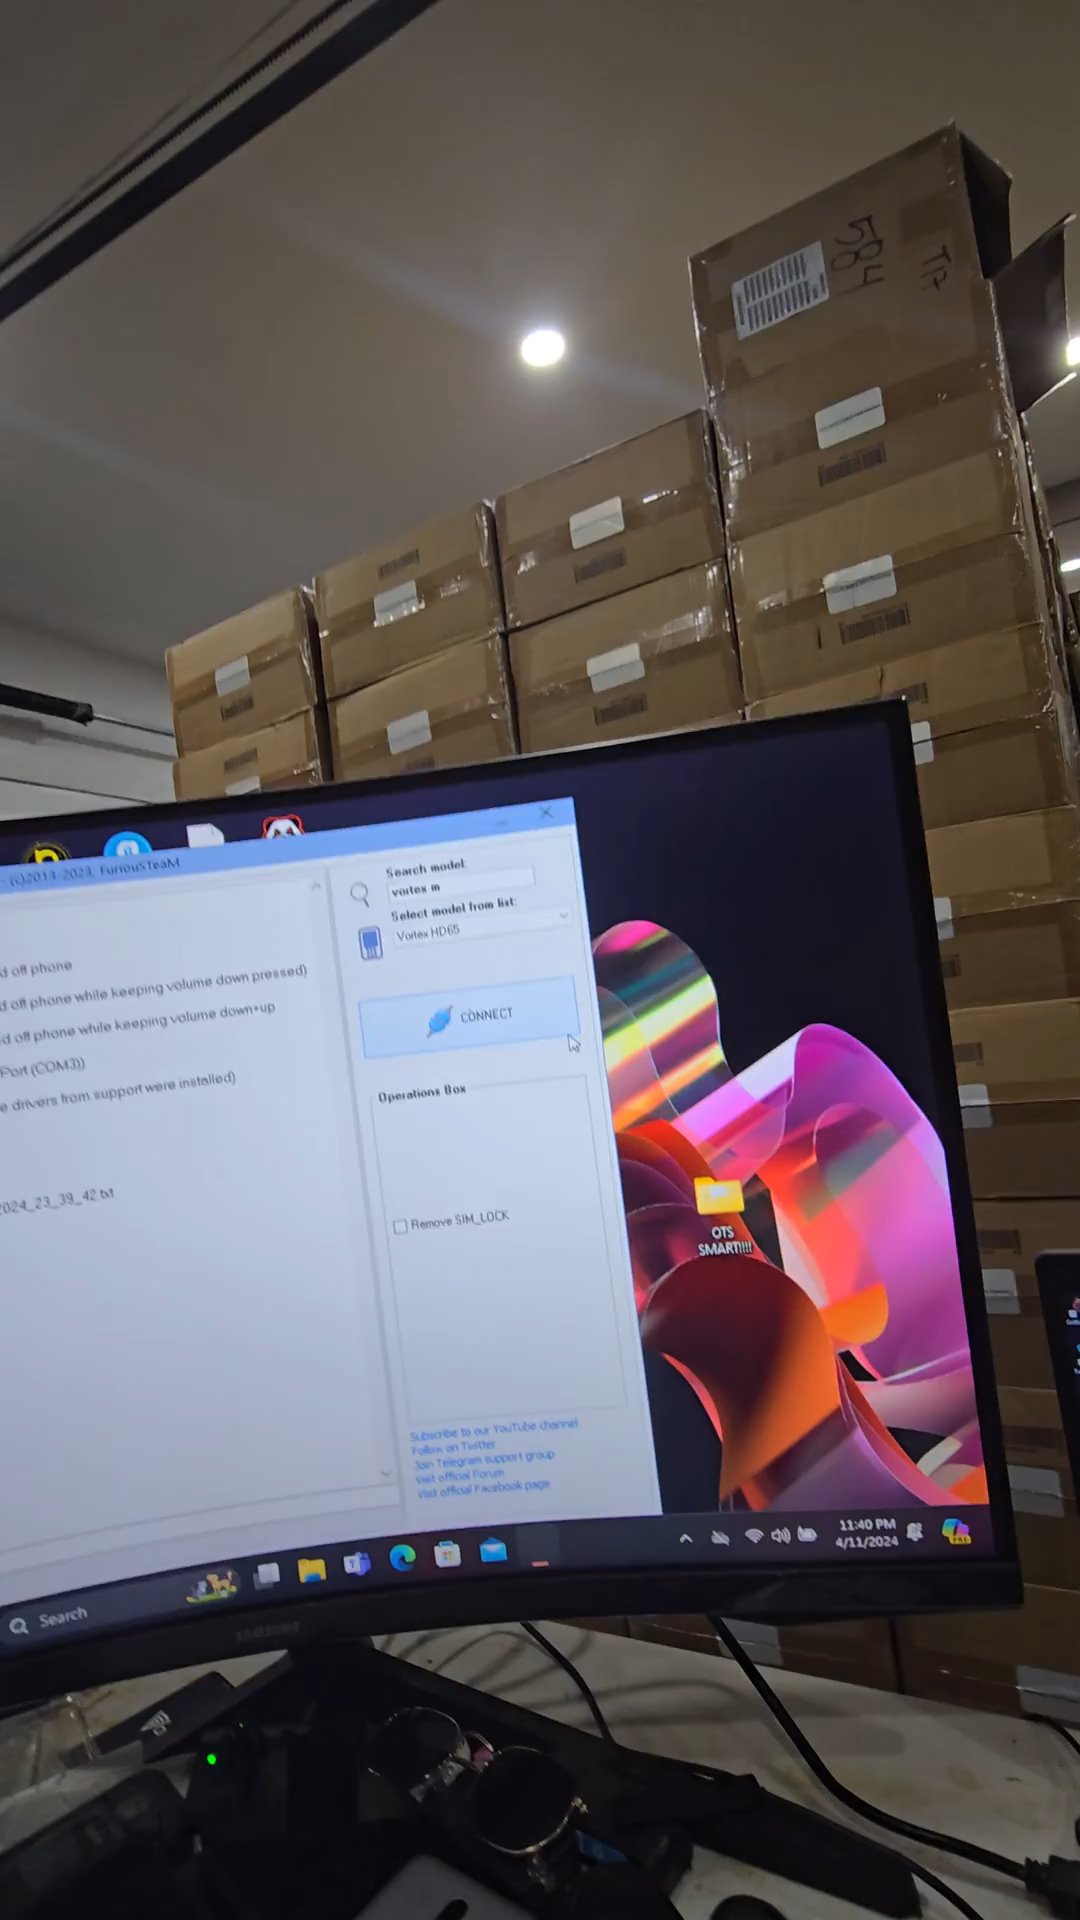 584
T17
(c)2013-2023, FuriouSTeaM
Search model:
vortex m
Select model from list:
Vortex HD65
d off phone
d off phone while keeping volume down pressed)
d off phone while keeping volume down+up
Port (COM3))
e drivers from support were installed)
2024_23_39_42.txt
CONNECT
Operations Box
Remove SIM_LOCK
OTS
SMART!!!!
Subscribe to our YouTube channel
Follow on Twitter
Join Telegram support group
Visit official Forum
Visit official Facebook page
11:40 PM
4/11/2024
Search
SAMSUNG